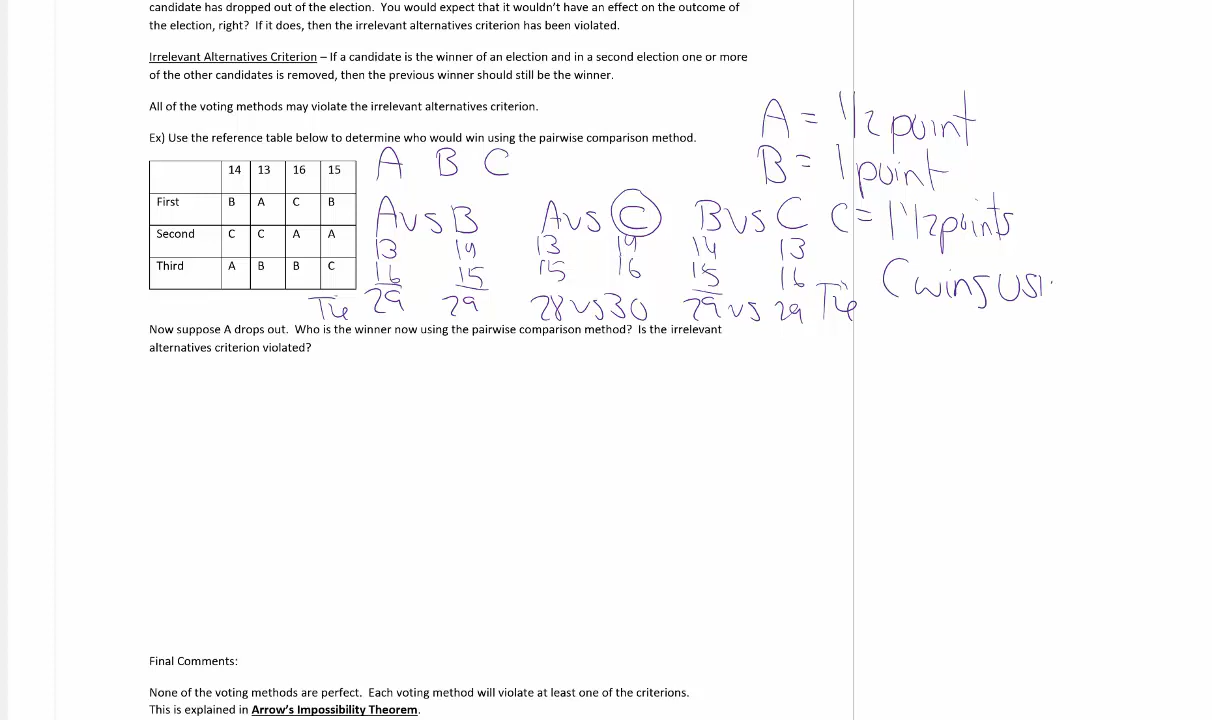 candidate has dropped out of the election. You would expect that it wouldn't have an effect on the outcome of
the election, right? If it does, then the irrelevant alternatives criterion has been violated.
Irrelevant Alternatives Criterion – If a candidate is the winner of an election and in a second election one or more
of the other candidates is removed, then the previous winner should still be the winner.
All of the voting methods may violate the irrelevant alternatives criterion.
Ex) Use the reference table below to determine who would win using the pairwise comparison method.
14 13 16 15
First B A C B
Second C C A A
Third A B B C
A B C
A vs B A vs C B vs C
13 14 13 14 14 13
16 15 15 16 15 16
Tie 29 29 28 vs 30 29 vs 29 Tie
A = 1/2 point
B = 1 point
C = 1 1/2 points
C wins usi
Now suppose A drops out. Who is the winner now using the pairwise comparison method? Is the irrelevant
alternatives criterion violated?
Final Comments:
None of the voting methods are perfect. Each voting method will violate at least one of the criterions.
This is explained in Arrow's Impossibility Theorem.